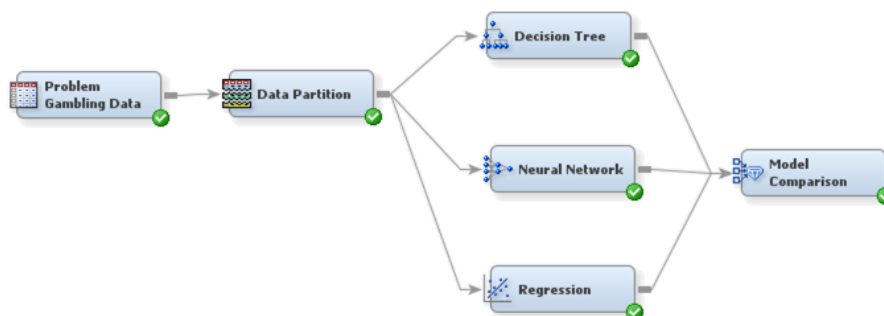 Problem
Gambling Data
Data Partition
Decision Tree
Neural Network
Regression
Model
Comparison